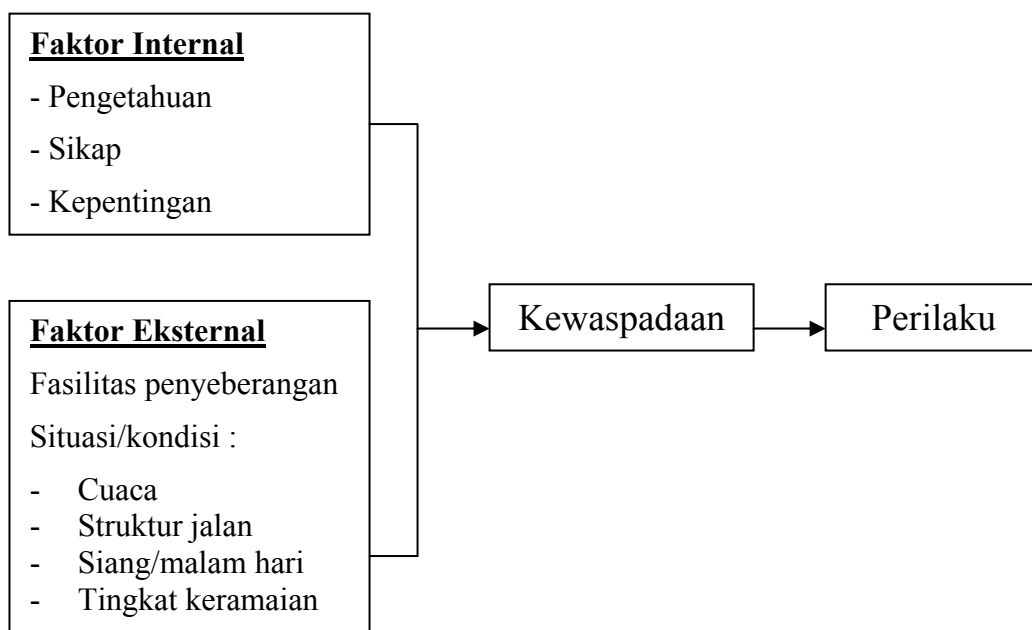 Faktor Internal
- Pengetahuan
- Sikap
- Kepentingan
Faktor Eksternal
Fasilitas penyeberangan
Situasi/kondisi :
- Cuaca
- Struktur jalan
- Siang/malam hari
- Tingkat keramaian
Kewaspadaan
Perilaku